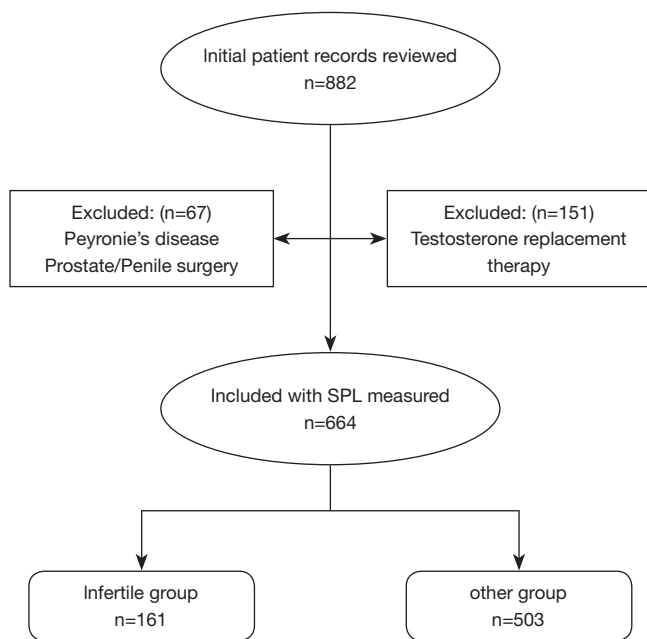 Initial patient records reviewed
n=882
Excluded: (n=67)
Peyronie's disease
Prostate/Penile surgery
Excluded: (n=151)
Testosterone replacement
therapy
Included with SPL measured
n=664
Infertile group
n=161
other group
n=503